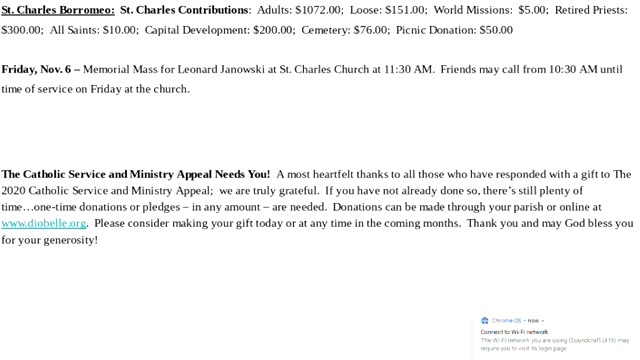 St. Charles Borromeo: St. Charles Contributions: Adults: $1072.00; Loose: $151.00; World Missions: $5.00; Retired Priests:
$300.00; All Saints: $10.00; Capital Development: $200.00; Cemetery: $76.00; Picnic Donation: $50.00
Friday, Nov. 6 – Memorial Mass for Leonard Janowski at St. Charles Church at 11:30 AM. Friends may call from 10:30 AM until
time of service on Friday at the church.
The Catholic Service and Ministry Appeal Needs You! A most heartfelt thanks to all those who have responded with a gift to The
2020 Catholic Service and Ministry Appeal; we are truly grateful. If you have not already done so, there's still plenty of
time…one-time donations or pledges – in any amount – are needed. Donations can be made through your parish or online at
www.diobelle.org. Please consider making your gift today or at any time in the coming months. Thank you and may God bless you
for your generosity!
Chrome OS • now
Connect to Wi-Fi network
The Wi-Fi network you are using (Soundcraft Ui16) may
require you to visit its login page.